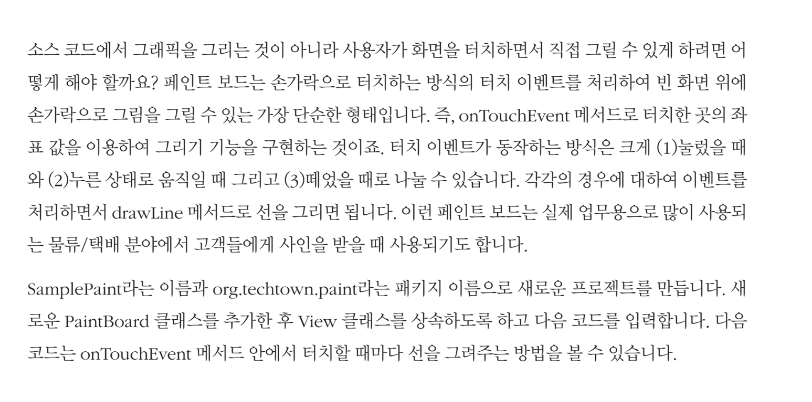 소스 코드에서 그래픽을 그리는 것이 아니라 사용자가 화면을 터치하면서 직접 그릴 수 있게 하려면 어
떻게 해야 할까요? 페인트 보드는 손가락으로 터치하는 방식의 터치 이벤트를 처리하여 빈 화면 위에
손가락으로 그림을 그릴 수 있는 가장 단순한 형태입니다. 즉, onTouchEvent 메서드로 터치한 곳의 좌
표 값을 이용하여 그리기 기능을 구현하는 것이죠. 터치 이벤트가 동작하는 방식은 크게 (1)눌렀을 때
와 (2)누른 상태로 움직일 때 그리고 (3)떼었을 때로 나눌 수 있습니다. 각각의 경우에 대하여 이벤트를
처리하면서 drawLine 메서드로 선을 그리면 됩니다. 이런 페인트 보드는 실제 업무용으로 많이 사용되
는 물류/택배 분야에서 고객들에게 사인을 받을 때 사용되기도 합니다.
SamplePaint라는 이름과 org.techtown.paint라는 패키지 이름으로 새로운 프로젝트를 만듭니다. 새
로운 PaintBoard 클래스를 추가한 후 View 클래스를 상속하도록 하고 다음 코드를 입력합니다. 다음
코드는 onTouchEvent 메서드 안에서 터치할 때마다 선을 그려주는 방법을 볼 수 있습니다.